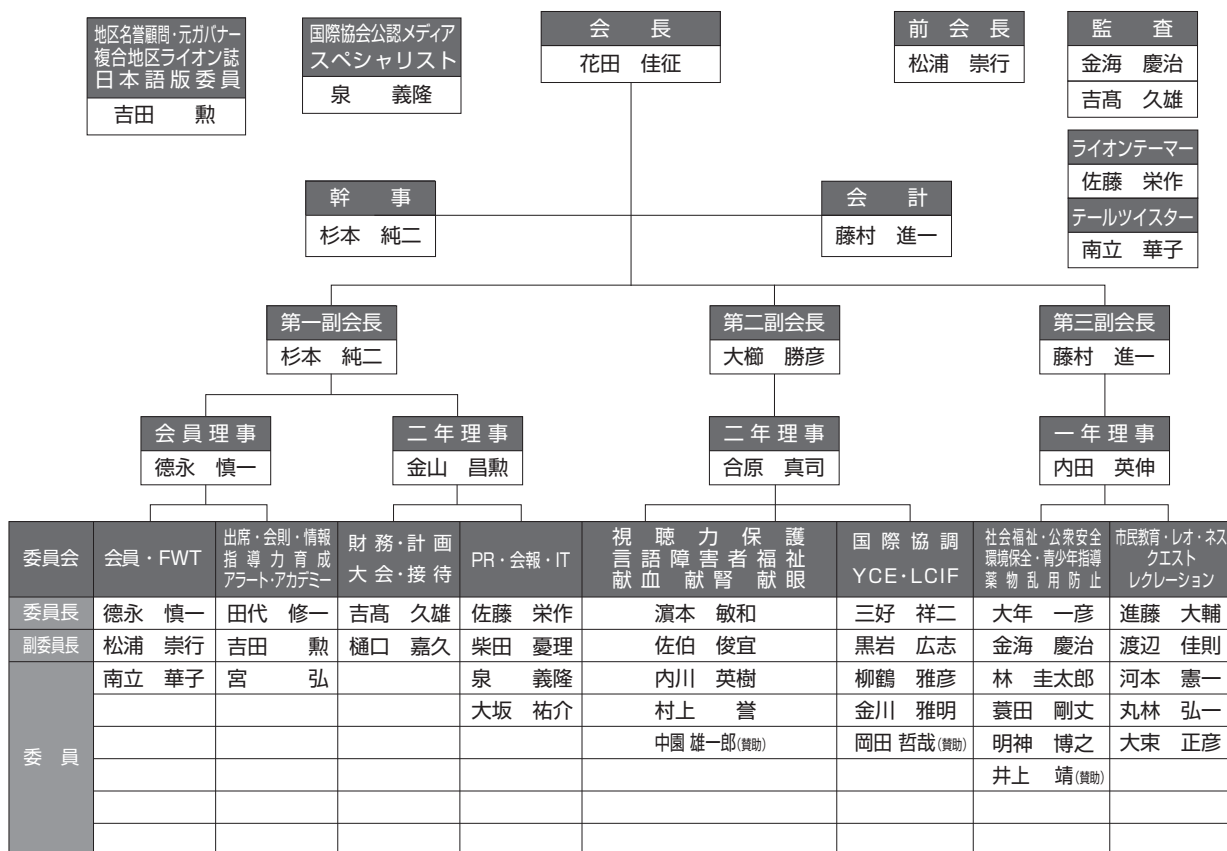 地区名誉顧問・元ガバナー
複合地区ライオン誌
日本語版委員
吉田　勲
国際協会公認メディア
スペシャリスト
泉　義隆
会　長
花田　佳征
前　会　長
松浦　崇行
監　査
金海　慶治
吉髙　久雄
ライオンテーマー
佐藤　栄作
テールツイスター
南立　華子
幹　事
杉本　純二
会　計
藤村　進一
第一副会長
杉本　純二
第二副会長
大櫛　勝彦
第三副会長
藤村　進一
会員理事
德永　慎一
二年理事
金山　昌勲
二年理事
合原　真司
一年理事
内田　英伸
委員会
会員・FWT
出席・会則・情報
指導力育成
アラート・アカデミー
財務・計画
大会・接待
PR・会報・IT
視聴力保護
言語障害者福祉
献血　献腎　献眼
国際協調
YCE・LCIF
社会福祉・公衆安全
環境保全・青少年指導
薬物乱用防止
市民教育・レオ・ネス
クエスト
レクレーション
委員長　德永　慎一　田代　修一　吉髙　久雄　佐藤　栄作　濵本　敏和　三好　祥二　大年　一彦　進藤　大輔
副委員長　松浦　崇行　吉田　勲　樋口　嘉久　柴田　憂理　佐伯　俊宜　黒岩　広志　金海　慶治　渡辺　佳則
委　員
南立　華子　宮　弘　泉　義隆　内川　英樹　柳鶴　雅彦　林　圭太郎　河本　憲一
大坂　祐介　村上　誉　金川　雅明　蓑田　剛丈　丸林　弘一
中園 雄一郎(賛助)　岡田 哲哉(賛助)　明神　博之　大束　正彦
井上　靖(賛助)